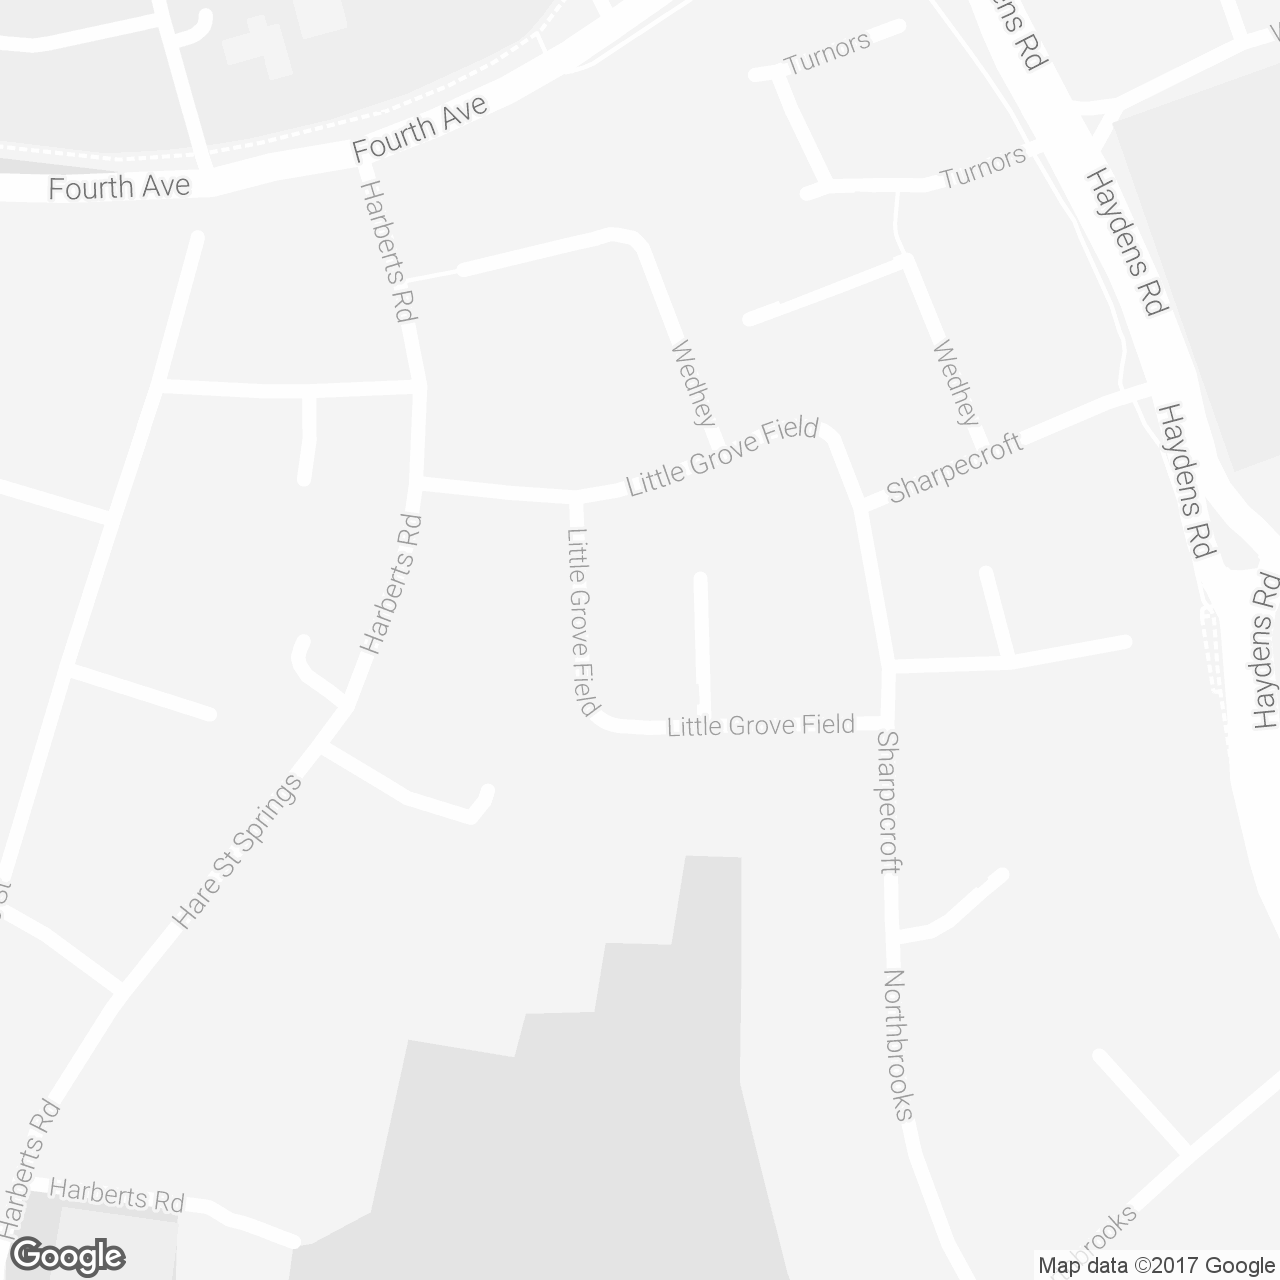 Haydens Rd
Turnors
Fourth Ave
Fourth Ave
Turnors
Harberts Rd
Haydens Rd
Wedhey
Wedhey
Little Grove Field
Sharpecroft
Haydens Rd
Harberts Rd
Little Grove Field
Haydens Rd
Little Grove Field
Sharpecroft
Hare St Springs
St
Northbrooks
Harberts Rd
Harberts Rd
brooks
Google
Map data ©2017 Google